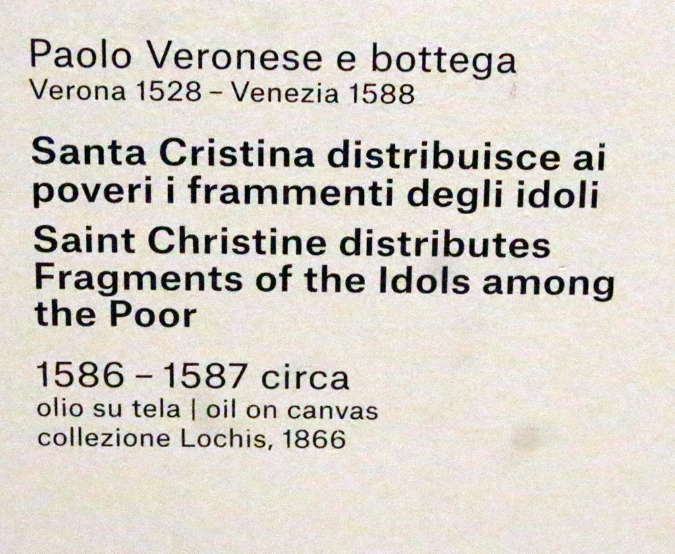 Paolo Veronese e bottega
Verona 1528 – Venezia 1588
Santa Cristina distribuisce ai
poveri i frammenti degli idoli
Saint Christine distributes
Fragments of the Idols among
the Poor
1586 – 1587 circa
olio su tela | oil on canvas
collezione Lochis, 1866